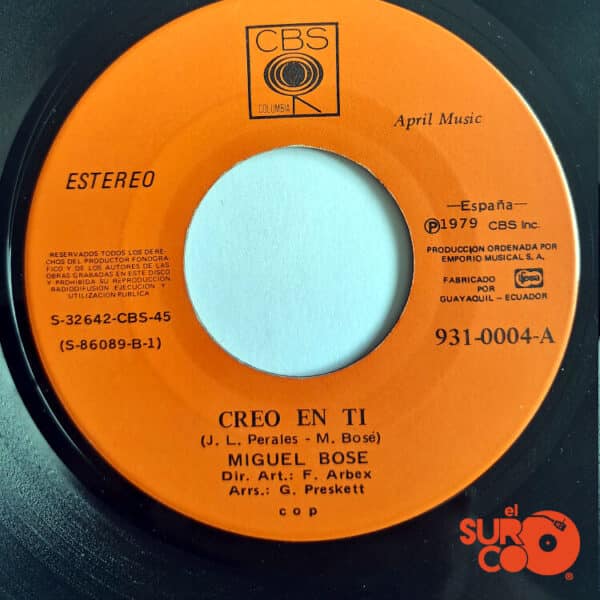 CBS
COLUMBIA
April Music
ESTEREO
—España—
Ⓟ1979 CBS Inc.
PRODUCCION ORDENADA POR
EMPORIO MUSICAL S, A,
RESERVADOS TODOS LOS DERE-
CHOS DEL PRODUCTOR FONOGRA-
FICO Y DE LOS AUTORES DE LAS
OBRAS GRABADAS EN ESTE DISCO
Y PROHIBIDA SU REPRODUCCION
RADIODIFUSION EJECUCION Y
UTILIZACION PUBLICA
FABRICADO
POR
GUAYAQUIL – ECUADOR
S-32642-CBS-45
(S-86089-B-1)
931-0004-A
CREO EN TI
(J. L. Perales - M. Bosé)
MIGUEL BOSE
Dir. Art.: F. Arbex
Arrs.: G. Preskett
c o p
el
SUR
CO
®